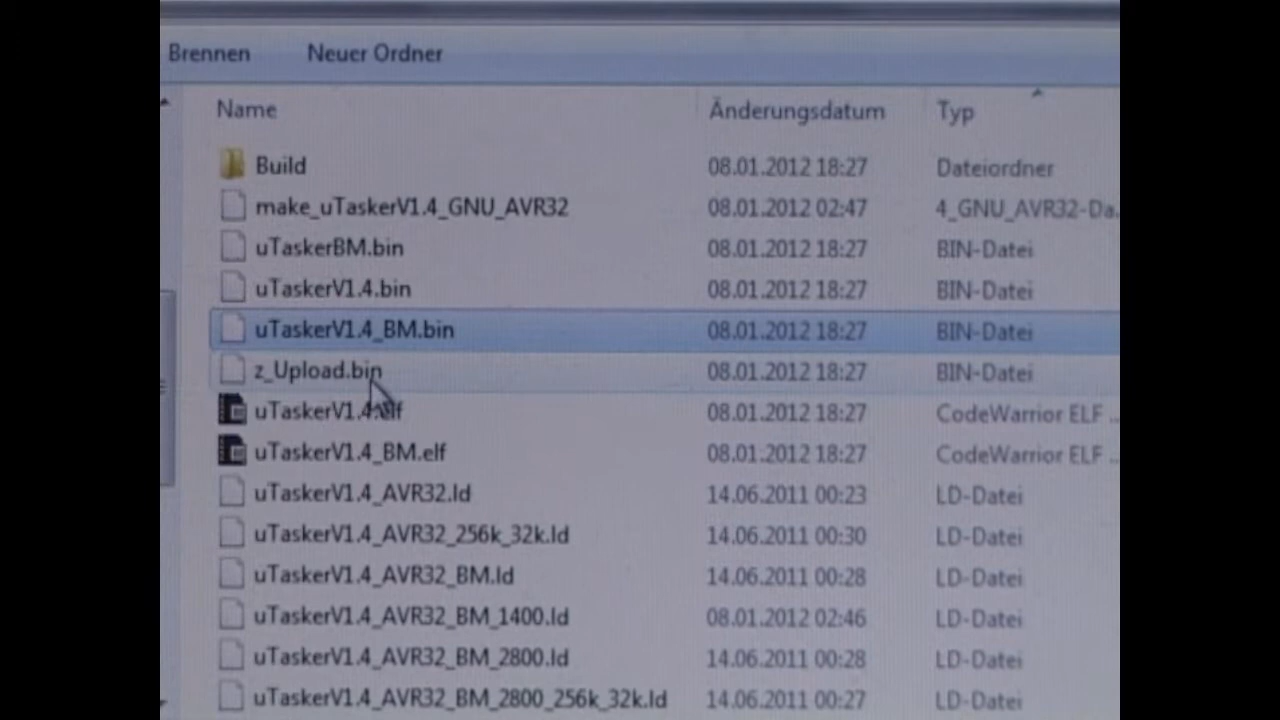 Brennen Neuer Ordner
Name Änderungsdatum Typ
Build 08.01.2012 18:27 Dateiordner
make_uTaskerV1.4_GNU_AVR32 08.01.2012 02:47 4_GNU_AVR32-Da...
uTaskerBM.bin 08.01.2012 18:27 BIN-Datei
uTaskerV1.4.bin 08.01.2012 18:27 BIN-Datei
uTaskerV1.4_BM.bin 08.01.2012 18:27 BIN-Datei
z_Upload.bin 08.01.2012 18:27 BIN-Datei
uTaskerV1.4.elf 08.01.2012 18:27 CodeWarrior ELF ...
uTaskerV1.4_BM.elf 08.01.2012 18:27 CodeWarrior ELF ...
uTaskerV1.4_AVR32.ld 14.06.2011 00:23 LD-Datei
uTaskerV1.4_AVR32_256k_32k.ld 14.06.2011 00:30 LD-Datei
uTaskerV1.4_AVR32_BM.ld 14.06.2011 00:28 LD-Datei
uTaskerV1.4_AVR32_BM_1400.ld 08.01.2012 02:46 LD-Datei
uTaskerV1.4_AVR32_BM_2800.ld 14.06.2011 00:28 LD-Datei
uTaskerV1.4_AVR32_BM_2800_256k_32k.ld 14.06.2011 00:27 LD-Datei